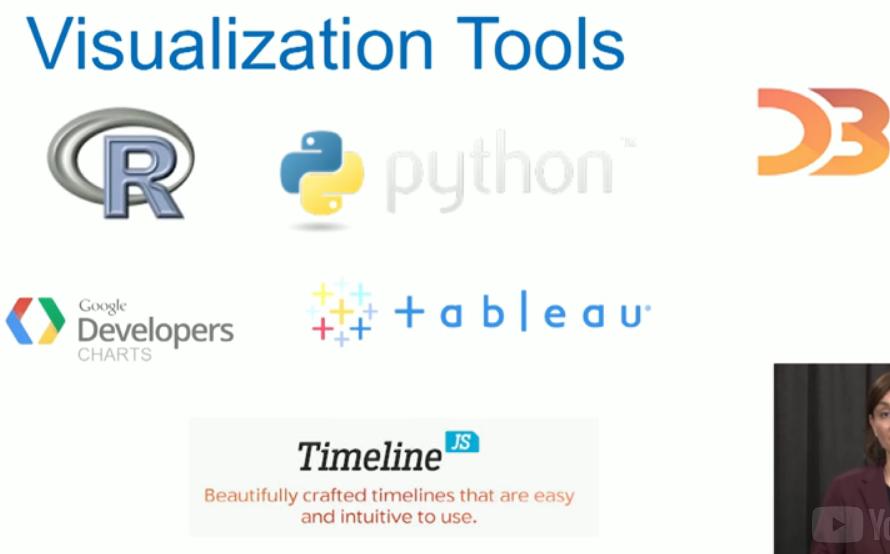 Visualization Tools
R
python™
D3
Google
Developers
CHARTS
+ableau
Timeline JS
Beautifully crafted timelines that are easy
and intuitive to use.